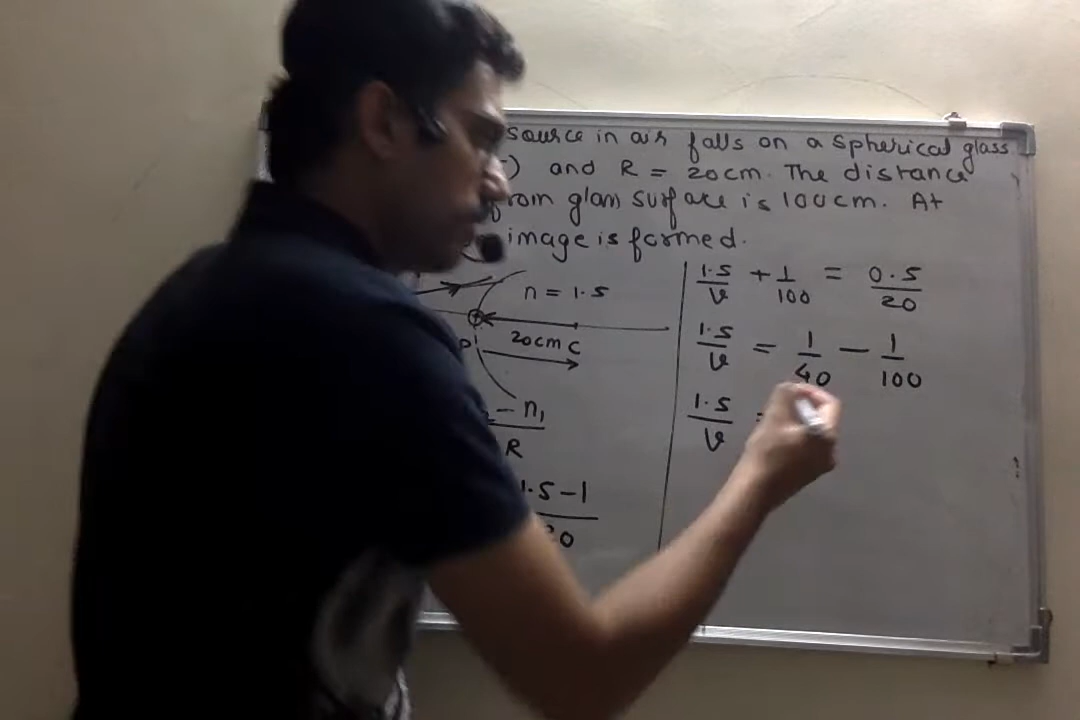 source in air falls on a spherical glass
) and R = 20cm. The distance
from glass surface is 100cm. At
image is formed.
n = 1.5
20cm C
P
- n₁
R
1.5 - 1
20
1.5/v + 1/100 = 0.5/20
1.5/v = 1/40 - 1/100
1.5/v =